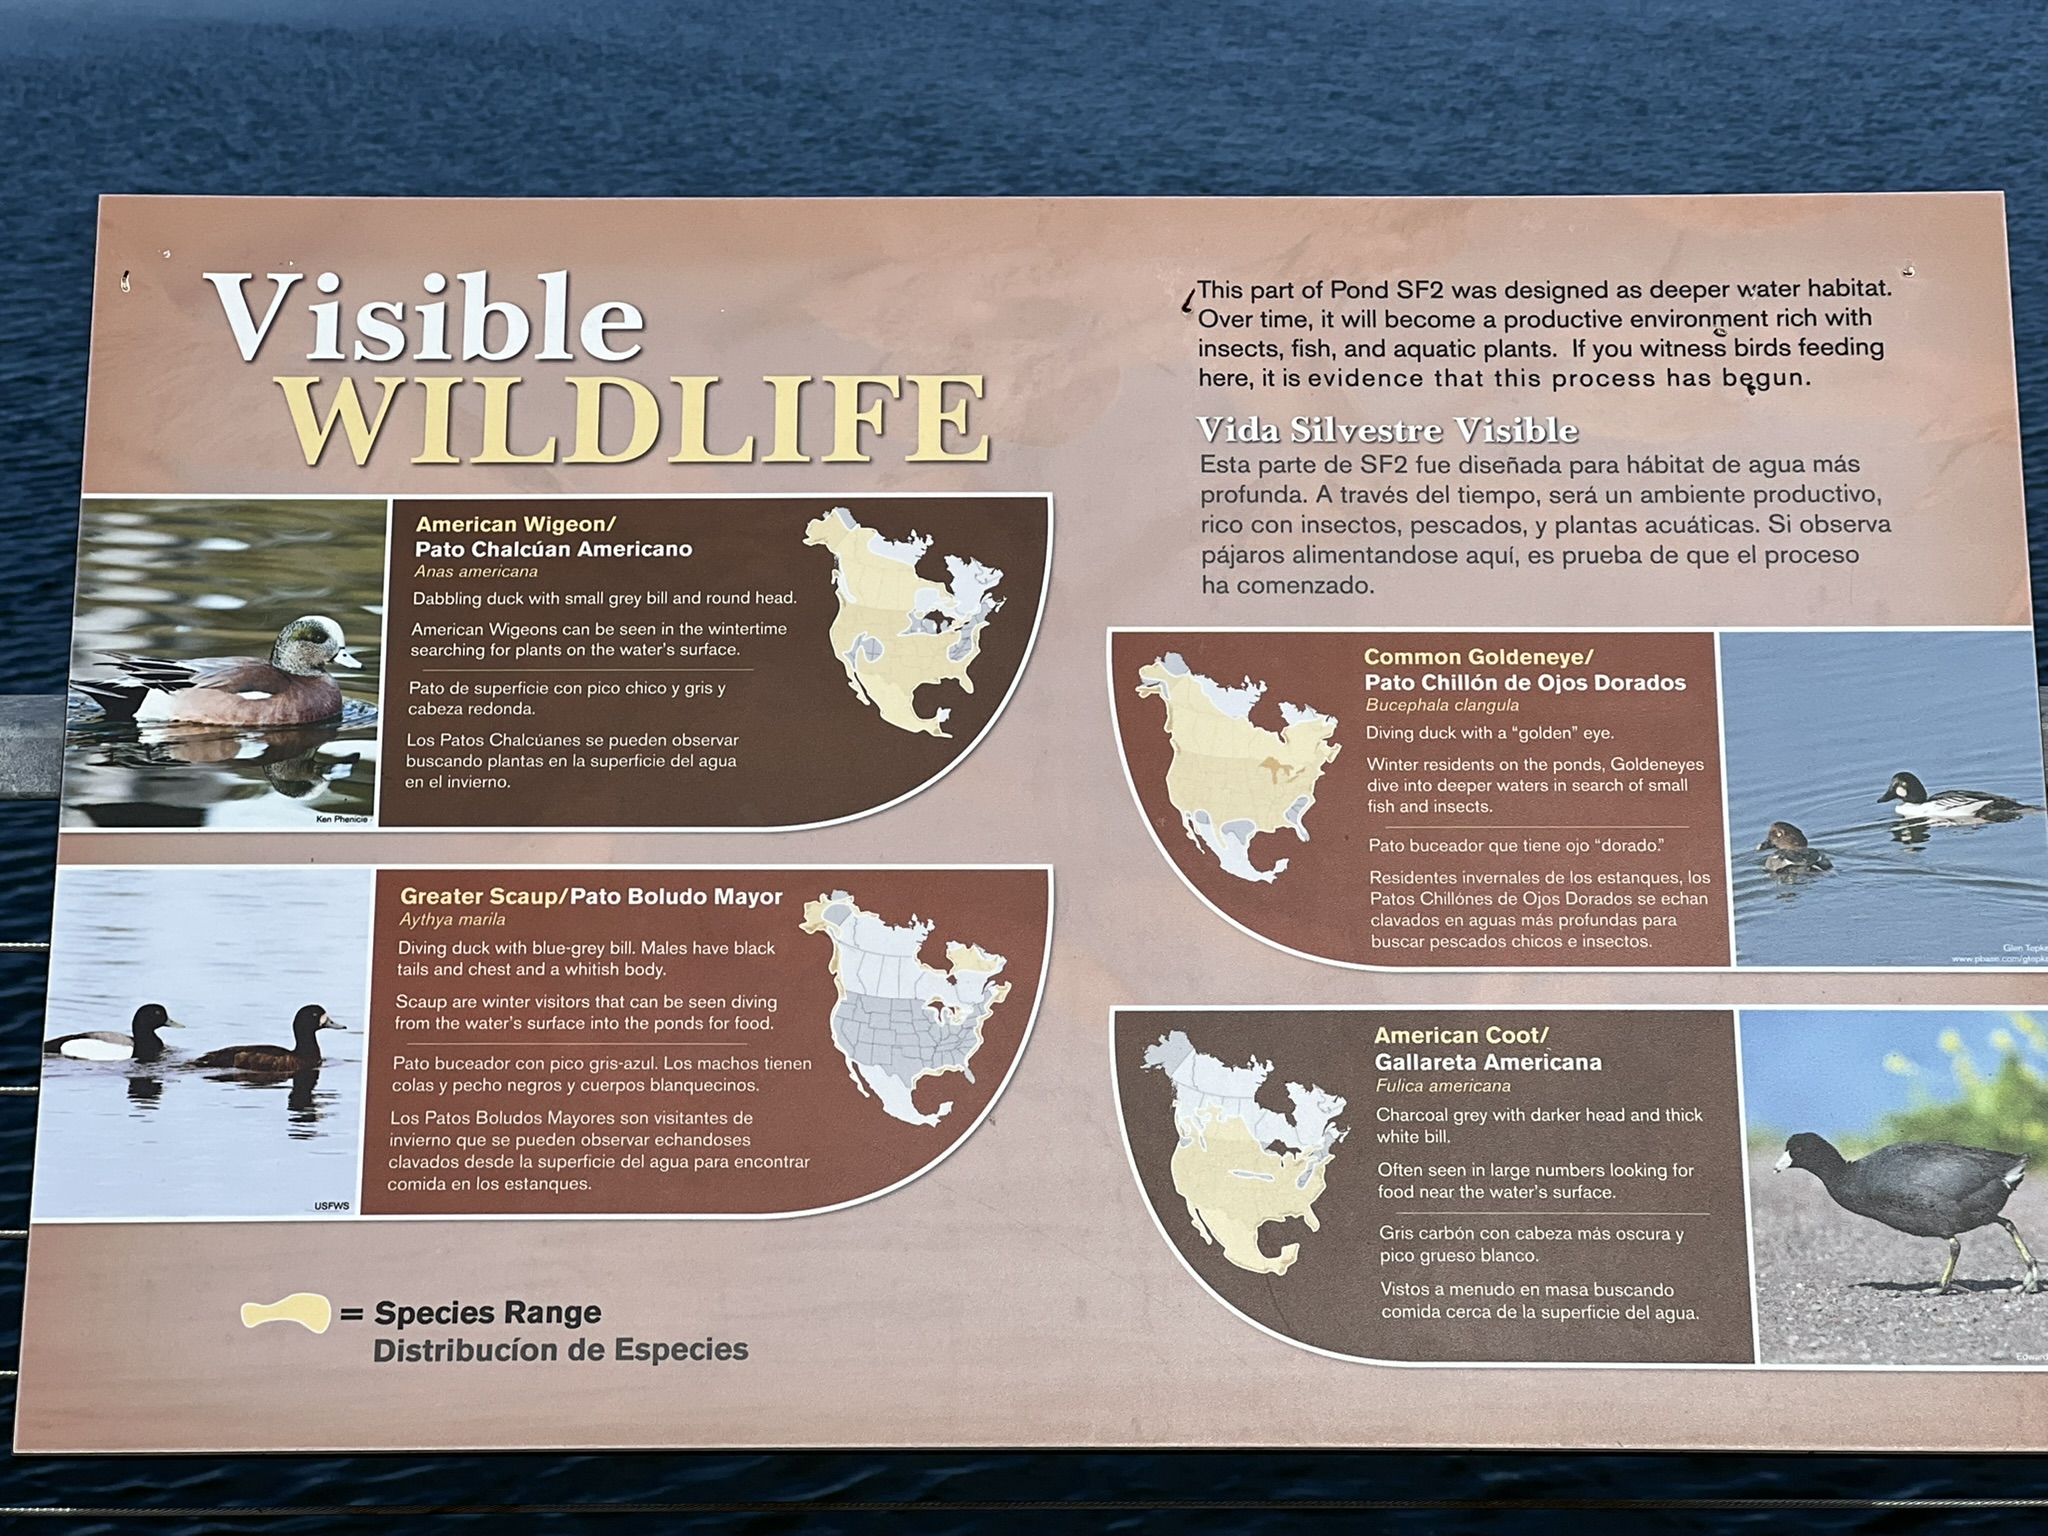 Visible
WILDLIFE
This part of Pond SF2 was designed as deeper water habitat.
Over time, it will become a productive environment rich with
insects, fish, and aquatic plants. If you witness birds feeding
here, it is evidence that this process has begun.
Vida Silvestre Visible
Esta parte de SF2 fue diseñada para hábitat de agua más
profunda. A través del tiempo, será un ambiente productivo,
rico con insectos, pescados, y plantas acuáticas. Si observa
pájaros alimentandose aquí, es prueba de que el proceso
ha comenzado.
American Wigeon/
Pato Chalcúan Americano
Anas americana
Dabbling duck with small grey bill and round head.
American Wigeons can be seen in the wintertime
searching for plants on the water's surface.
Pato de superficie con pico chico y gris y
cabeza redonda.
Los Patos Chalcúanes se pueden observar
buscando plantas en la superficie del agua
en el invierno.
Ken Phenicie
Greater Scaup/Pato Boludo Mayor
Aythya marila
Diving duck with blue-grey bill. Males have black
tails and chest and a whitish body.
Scaup are winter visitors that can be seen diving
from the water's surface into the ponds for food.
Pato buceador con pico gris-azul. Los machos tienen
colas y pecho negros y cuerpos blanquecinos.
Los Patos Boludos Mayores son visitantes de
invierno que se pueden observar echandoses
clavados desde la superficie del agua para encontrar
comida en los estanques.
USFWS
= Species Range
Distribucíon de Especies
Common Goldeneye/
Pato Chillón de Ojos Dorados
Bucephala clangula
Diving duck with a "golden" eye.
Winter residents on the ponds, Goldeneyes
dive into deeper waters in search of small
fish and insects.
Pato buceador que tiene ojo "dorado."
Residentes invernales de los estanques, los
Patos Chillónes de Ojos Dorados se echan
clavados en aguas más profundas para
buscar pescados chicos e insectos.
Glen Tepke
American Coot/
Gallareta Americana
Fulica americana
Charcoal grey with darker head and thick
white bill.
Often seen in large numbers looking for
food near the water's surface.
Gris carbón con cabeza más oscura y
pico grueso blanco.
Vistos a menudo en masa buscando
comida cerca de la superficie del agua.
Edward